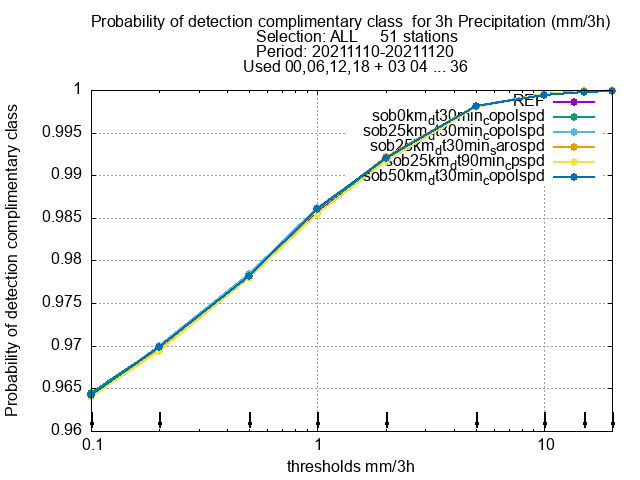 Probability of detection complimentary class  for 3h Precipitation (mm/3h)
Selection: ALL     51 stations
Period: 20211110-20211120
Used 00,06,12,18 + 03 04 ... 36
Probability of detection complimentary class
1
0.995
0.99
0.985
0.98
0.975
0.97
0.965
0.96
REF
sob0km_dt30min_copolspd
sob25km_dt30min_copolspd
sob25km_dt30min_sarospd
sob25km_dt90min_cpspd
sob50km_dt30min_copolspd
0.1
1
10
thresholds mm/3h